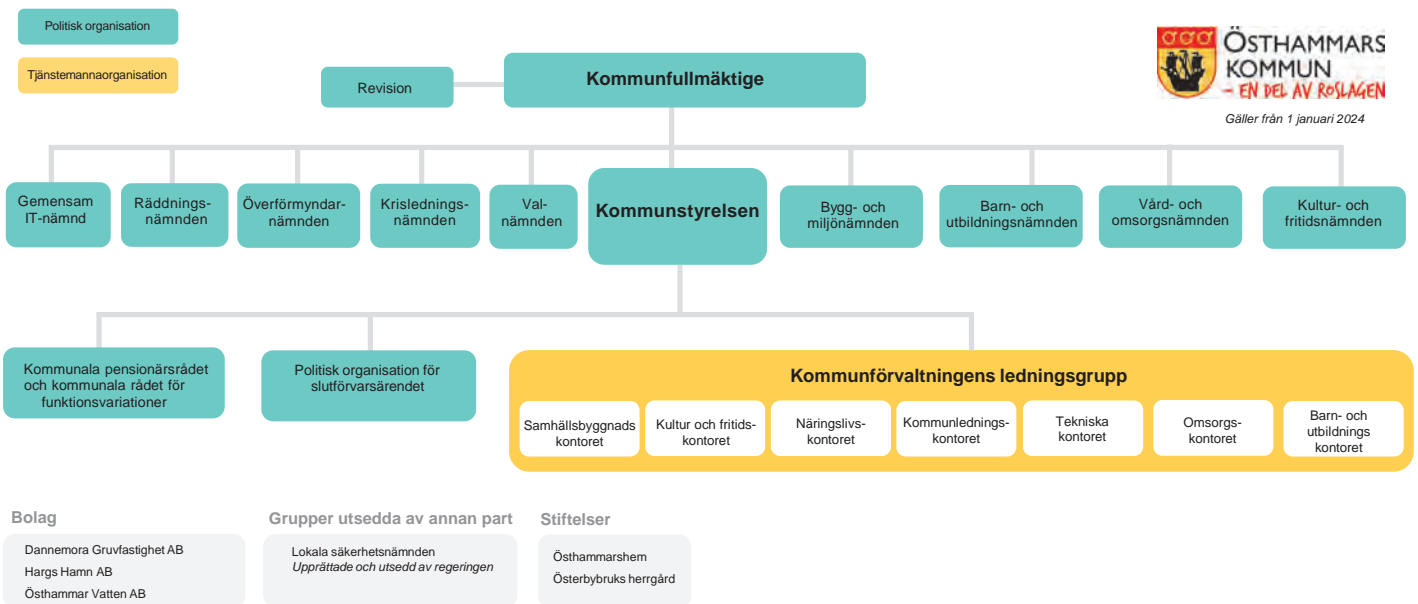 Politisk organisation
Tjänstemannaorganisation
Revision
Kommunfullmäktige
ÖSTHAMMARS
KOMMUN
– EN DEL AV ROSLAGEN
Gäller från 1 januari 2024
Gemensam
IT-nämnd
Räddnings-
nämnden
Överförmyndar-
nämnden
Krislednings-
nämnden
Val-
nämnden
Kommunstyrelsen
Bygg- och
miljönämnden
Barn- och
utbildningsnämnden
Vård- och
omsorgsnämnden
Kultur- och
fritidsnämnden
Kommunala pensionärsrådet
och kommunala rådet för
funktionsvariationer
Politisk organisation för
slutförvarsärendet
Kommunförvaltningens ledningsgrupp
Samhällsbyggnads
kontoret
Kultur och fritids-
kontoret
Näringslivs-
kontoret
Kommunlednings-
kontoret
Tekniska
kontoret
Omsorgs-
kontoret
Barn- och
utbildnings
kontoret
Bolag
Dannemora Gruvfastighet AB
Hargs Hamn AB
Östhammar Vatten AB
Grupper utsedda av annan part
Lokala säkerhetsnämnden
Upprättade och utsedd av regeringen
Stiftelser
Östhammarshem
Österbybruks herrgård